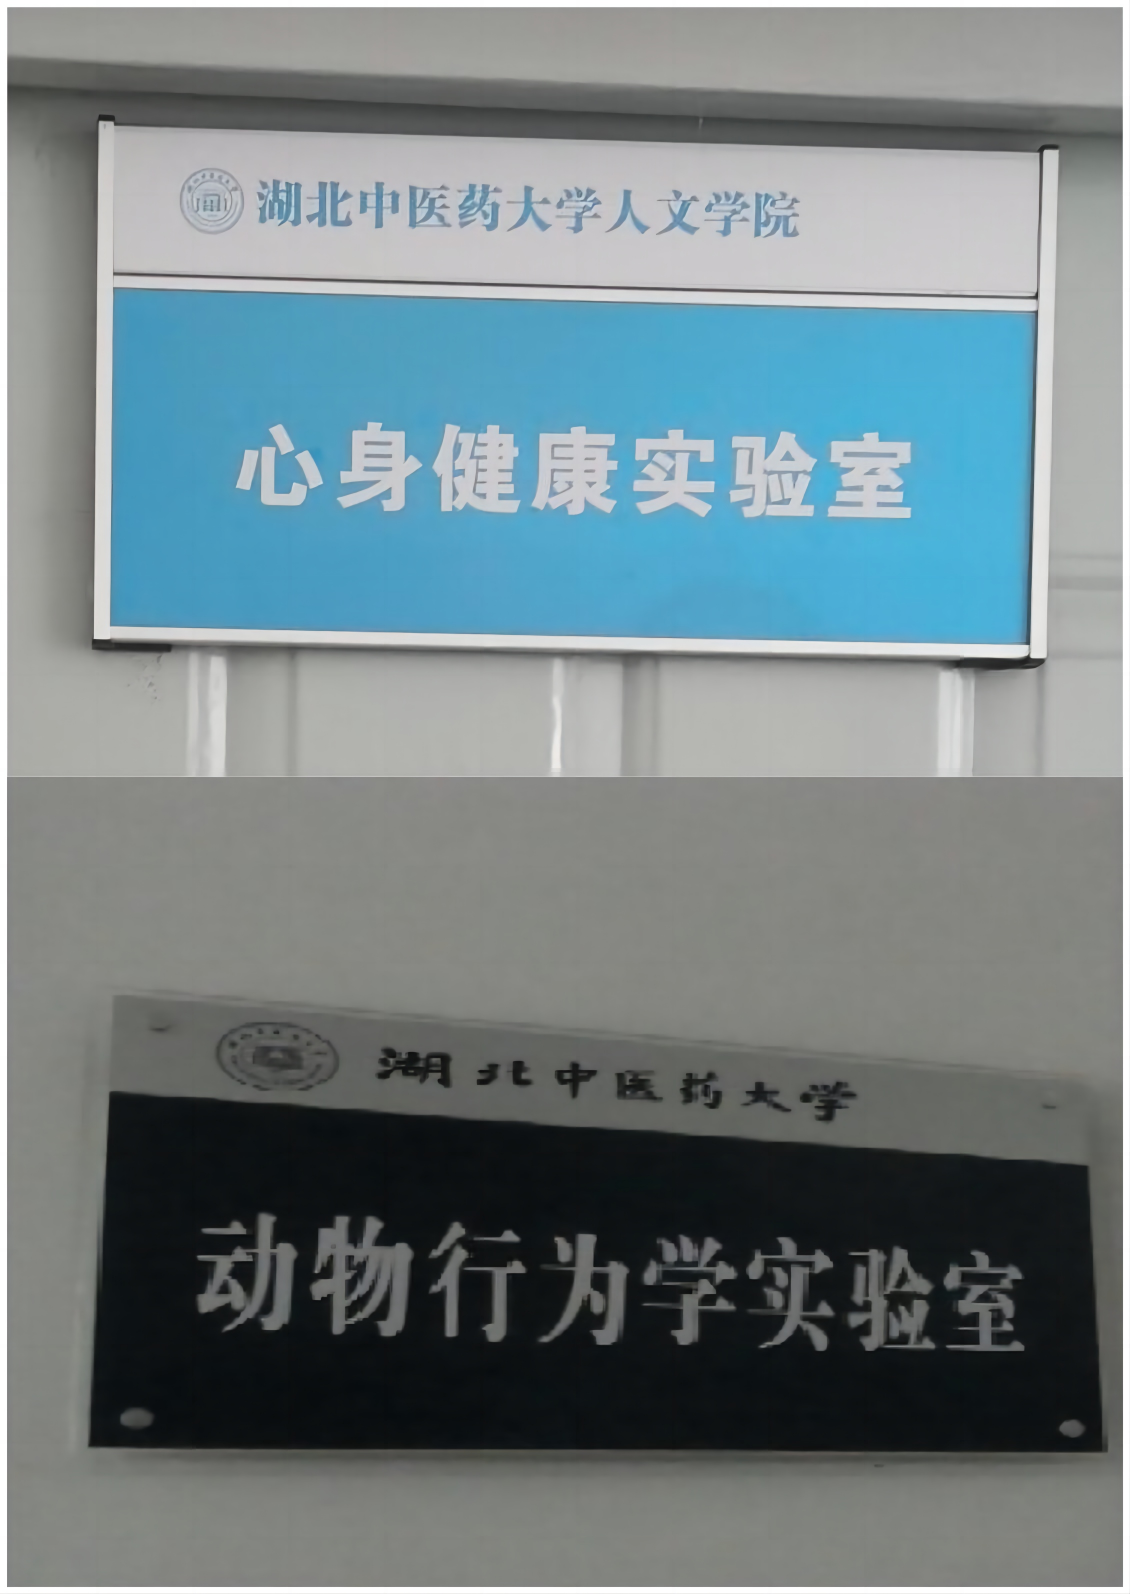 湖北中医药大学人文学院
心身健康实验室
湖北中医药大学
动物行为学实验室